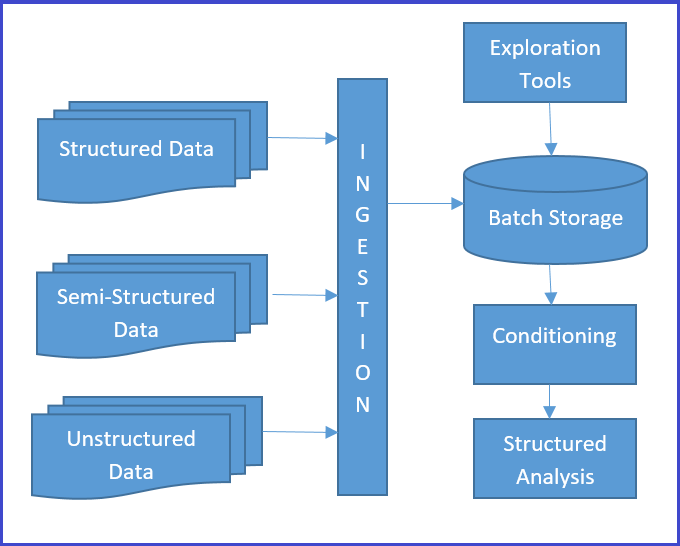 Structured Data
Semi-Structured
Data
Unstructured
Data
I
N
G
E
S
T
I
O
N
Exploration
Tools
Batch Storage
Conditioning
Structured
Analysis